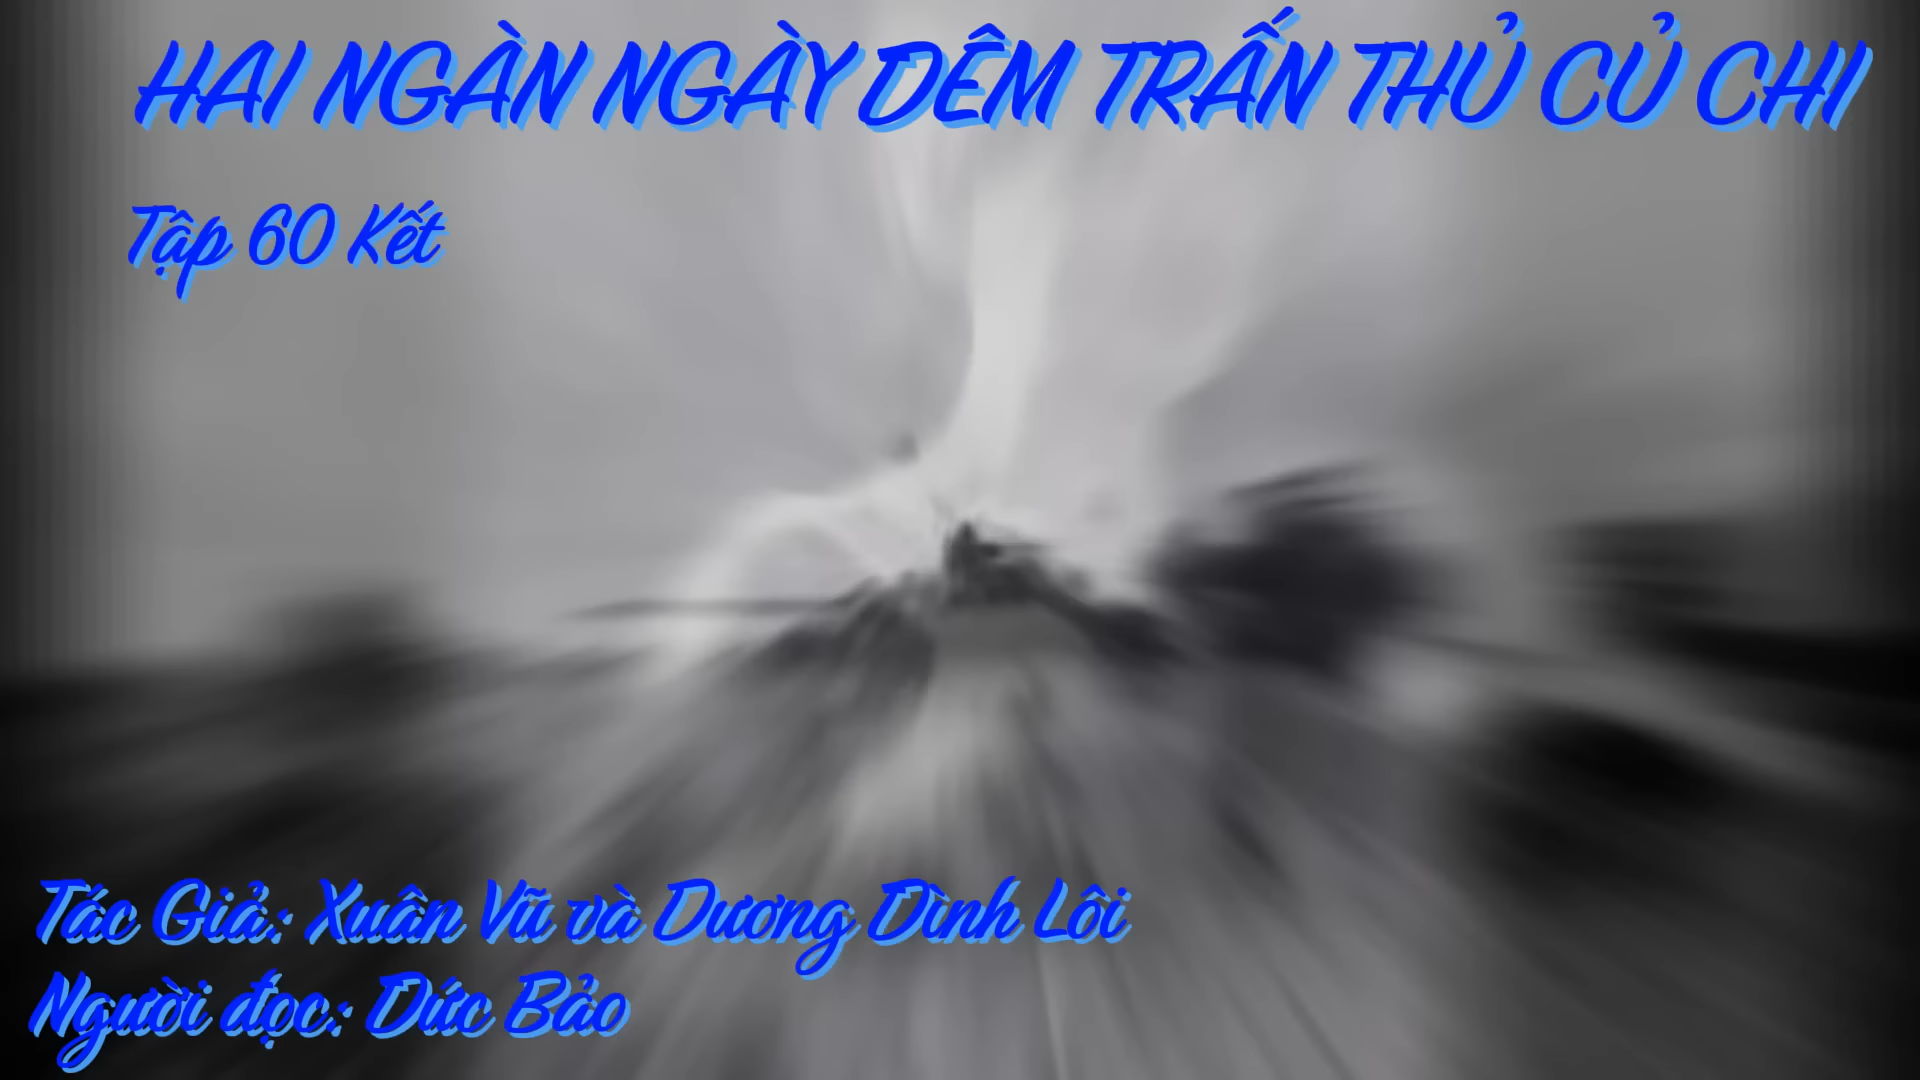 HAI NGÀN NGÀY ĐÊM TRẤN THỦ CỦ CHI
Tập 60 Kết
Tác Giả: Xuân Vũ và Dương Đình Lôi
Người đọc: Đức Bảo